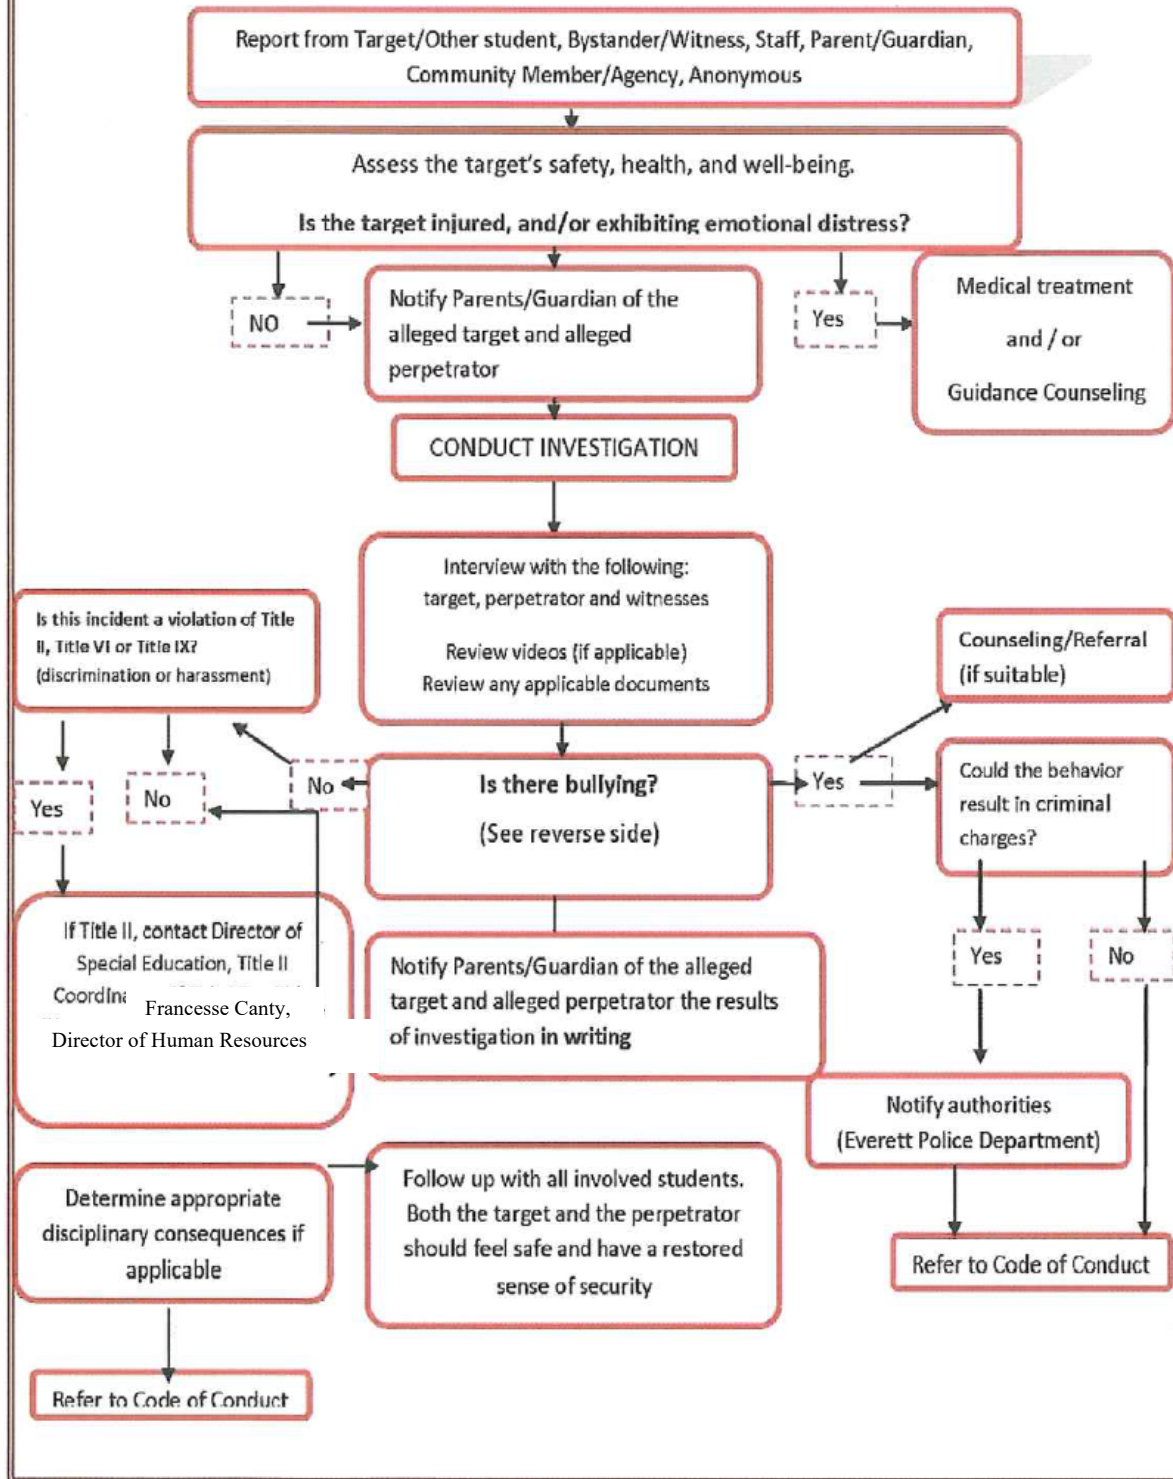 Report from Target/Other student, Bystander/Witness, Staff, Parent/Guardian,
Community Member/Agency, Anonymous
Assess the target's safety, health, and well-being.
Is the target injured, and/or exhibiting emotional distress?
NO
Notify Parents/Guardian of the
alleged target and alleged
perpetrator
Yes
Medical treatment
and / or
Guidance Counseling
CONDUCT INVESTIGATION
Interview with the following:
target, perpetrator and witnesses
Review videos (if applicable)
Review any applicable documents
Is this incident a violation of Title
II, Title VI or Title IX?
(discrimination or harassment)
Counseling/Referral
(if suitable)
Yes
No
No
Is there bullying?
(See reverse side)
Yes
Could the behavior
result in criminal
charges?
If Title II, contact Director of
Special Education, Title II
Francesse Canty,
Director of Human Resources
Notify Parents/Guardian of the alleged
target and alleged perpetrator the results
of investigation in writing
Yes
No
Notify authorities
(Everett Police Department)
Determine appropriate
disciplinary consequences if
applicable
Follow up with all involved students.
Both the target and the perpetrator
should feel safe and have a restored
sense of security
Refer to Code of Conduct
Refer to Code of Conduct